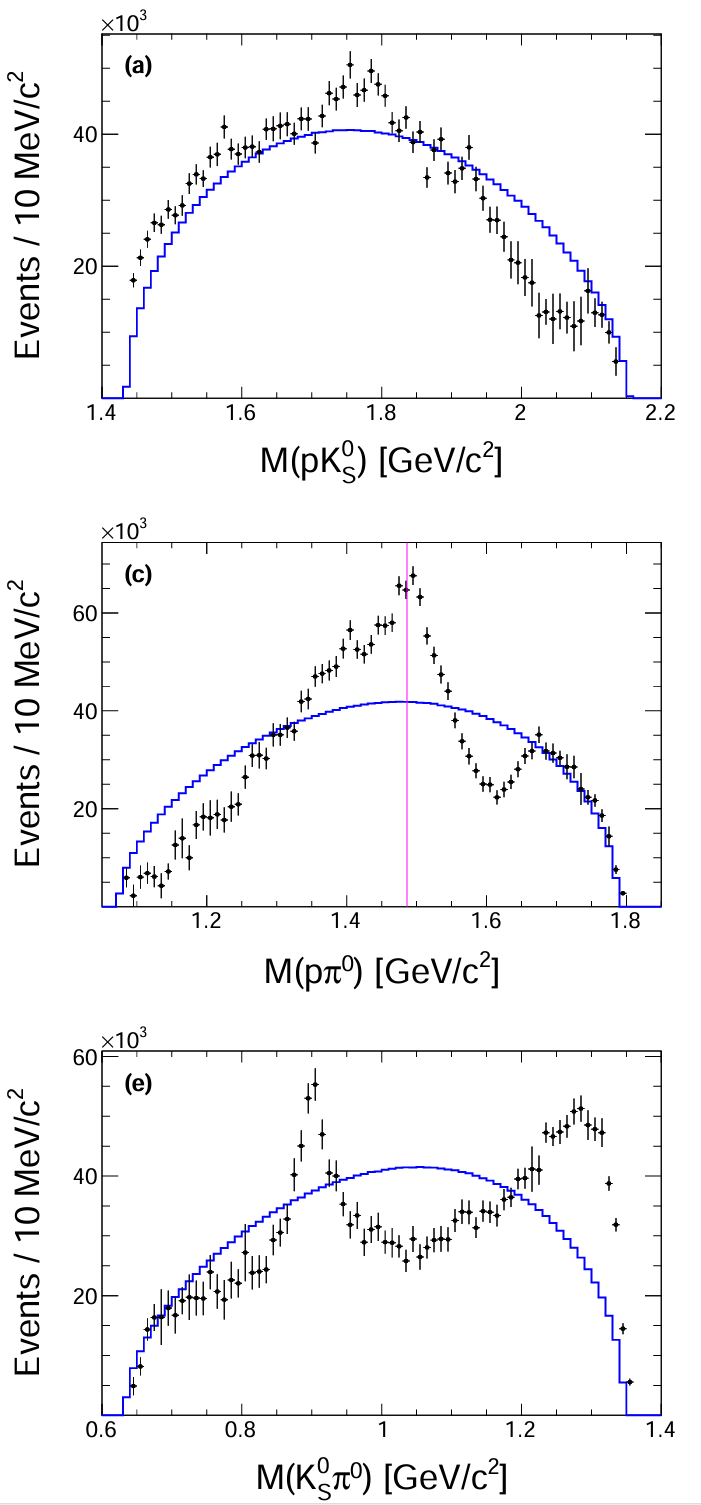 ×10³
(a)
Events / 10 MeV/c²
40
20
1.4 1.6 1.8 2 2.2
M(pK⁰_S) [GeV/c²]
×10³
(c)
Events / 10 MeV/c²
60
40
20
1.2 1.4 1.6 1.8
M(pπ⁰) [GeV/c²]
×10³
60
(e)
Events / 10 MeV/c²
40
20
0.6 0.8 1 1.2 1.4
M(K⁰_Sπ⁰) [GeV/c²]